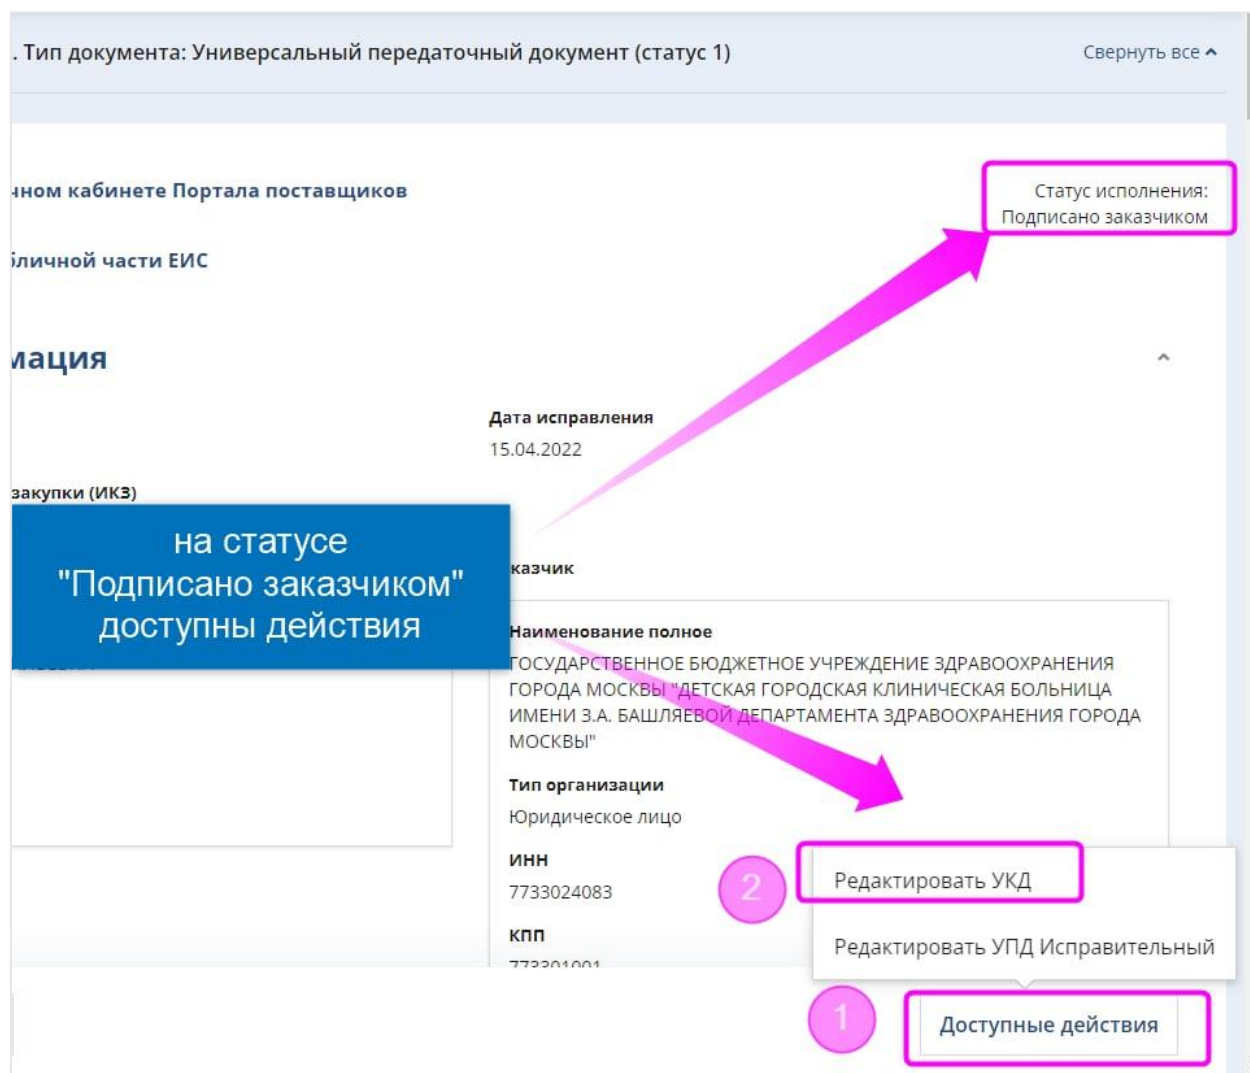 . Тип документа: Универсальный передаточный документ (статус 1)
Свернуть все
чном кабинете Портала поставщиков
Статус исполнения:
Подписано заказчиком
бличной части ЕИС
мация
Дата исправления
15.04.2022
закупки (ИКЗ)
на статусе
"Подписано заказчиком"
доступны действия
казчик
Наименование полное
ГОСУДАРСТВЕННОЕ БЮДЖЕТНОЕ УЧРЕЖДЕНИЕ ЗДРАВООХРАНЕНИЯ
ГОРОДА МОСКВЫ "ДЕТСКАЯ ГОРОДСКАЯ КЛИНИЧЕСКАЯ БОЛЬНИЦА
ИМЕНИ З.А. БАШЛЯЕВОЙ ДЕПАРТАМЕНТА ЗДРАВООХРАНЕНИЯ ГОРОДА
МОСКВЫ"
Тип организации
Юридическое лицо
ИНН
7733024083
КПП
773301001
2
Редактировать УКД
Редактировать УПД Исправительный
1
Доступные действия